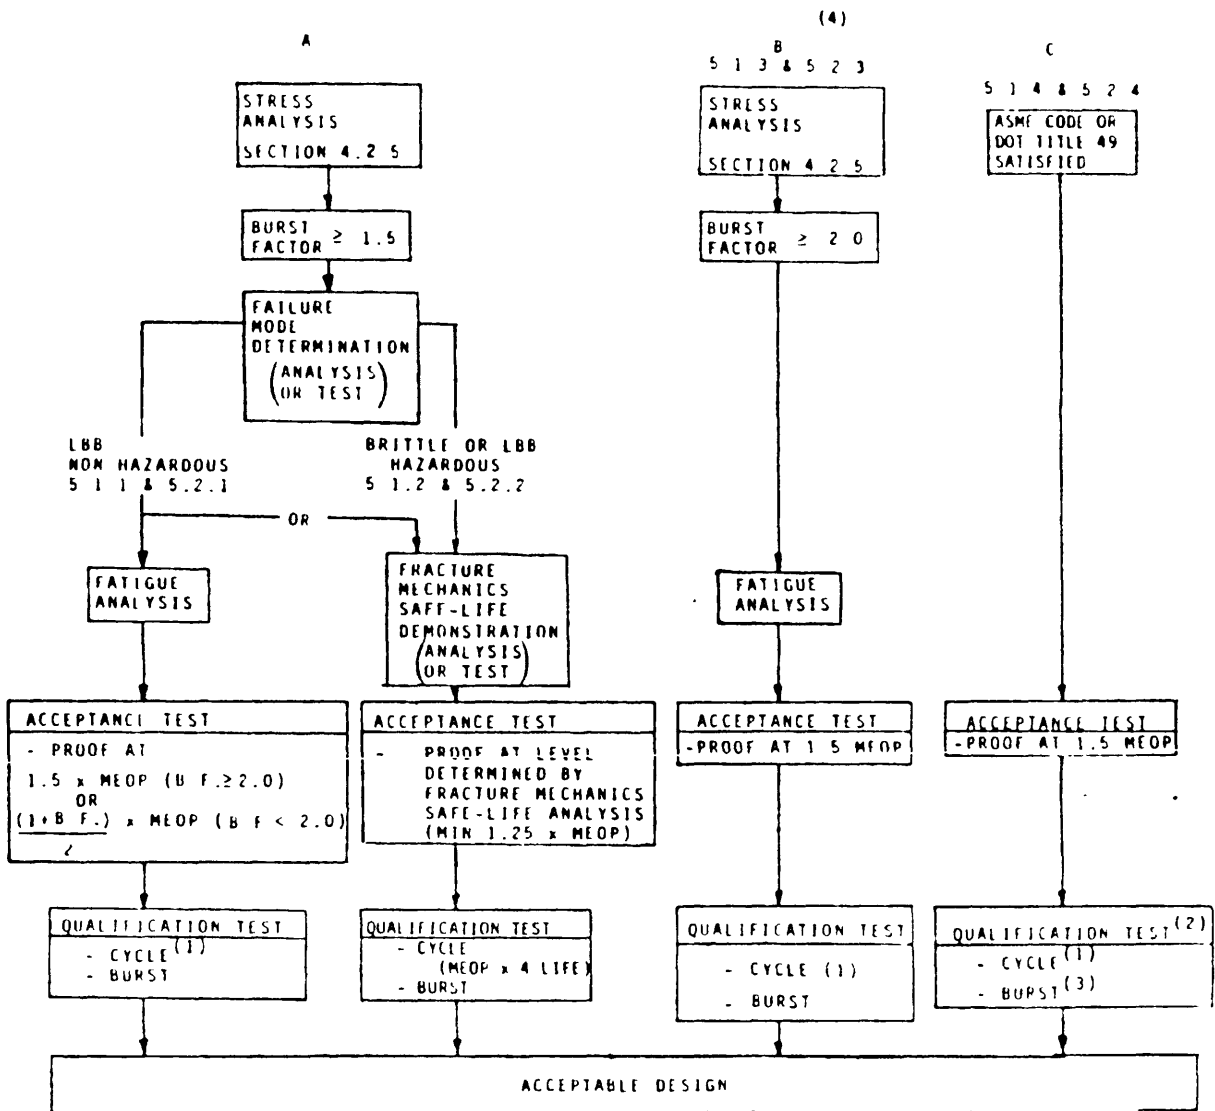 (4)
A
B
C
5 1 3 & 5 2 3
5 1 4 & 5 2 4
STRESS
ANALYSIS
SECTION 4.2 5
STRESS
ANALYSIS
SECTION 4 2 5
ASME CODE OR
DOT TITLE 49
SATISFIED
BURST
FACTOR ≥ 1.5
BURST
FACTOR ≥ 2 0
FAILURE
MODE
DETERMINATION
(ANALYSIS
OR TEST)
LBB
NON HAZARDOUS
5 1 1 & 5.2.1
BRITTLE OR LBB
HAZARDOUS
5 1.2 & 5.2.2
OR
FATIGUE
ANALYSIS
FRACTURE
MECHANICS
SAFE-LIFE
DEMONSTRATION
(ANALYSIS
OR TEST)
FATIGUE
ANALYSIS
ACCEPTANCE TEST
- PROOF AT
1.5 x MEOP (B F.≥2.0)
OR
(1+B F.) x MEOP (B F < 2.0)
2
ACCEPTANCE TEST
- PROOF AT LEVEL
DETERMINED BY
FRACTURE MECHANICS
SAFE-LIFE ANALYSIS
(MIN 1.25 x MEOP)
ACCEPTANCE TEST
-PROOF AT 1 5 MEOP
ACCEPTANCE TEST
-PROOF AT 1.5 MEOP
QUALIFICATION TEST
- CYCLE(1)
- BURST
QUALIFICATION TEST
- CYCLE
(MEOP x 4 LIFE)
- BURST
QUALIFICATION TEST
- CYCLE (1)
- BURST
QUALIFICATION TEST(2)
- CYCLE(1)
- BURST(3)
ACCEPTABLE DESIGN